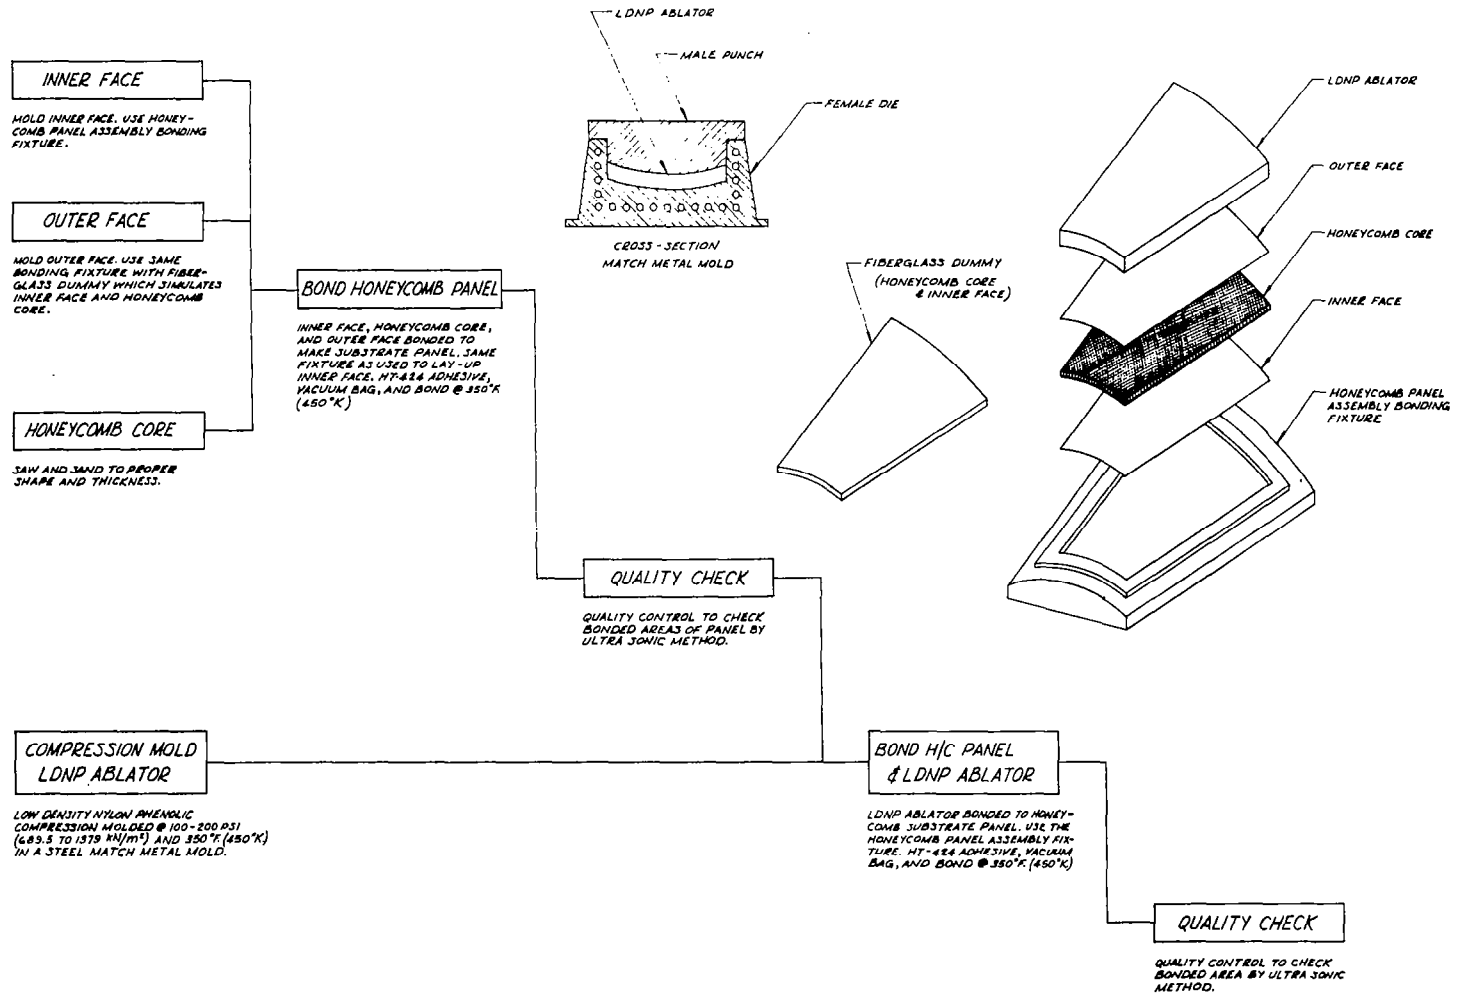 LDNP ABLATOR
MALE PUNCH
FEMALE DIE
CROSS-SECTION
MATCH METAL MOLD
INNER FACE
MOLD INNER FACE. USE HONEY-
COMB PANEL ASSEMBLY BONDING
FIXTURE.
OUTER FACE
MOLD OUTER FACE. USE SAME
BONDING FIXTURE WITH FIBER-
GLASS DUMMY WHICH SIMULATES
INNER FACE AND HONEYCOMB
CORE.
HONEYCOMB CORE
SAW AND SAND TO PROPER
SHAPE AND THICKNESS.
BOND HONEYCOMB PANEL
INNER FACE, HONEYCOMB CORE,
AND OUTER FACE BONDED TO
MAKE SUBSTRATE PANEL. SAME
FIXTURE AS USED TO LAY-UP
INNER FACE. HT-424 ADHESIVE,
VACUUM BAG, AND BOND @ 350°F.
(450°K)
FIBERGLASS DUMMY
(HONEYCOMB CORE
& INNER FACE)
LDNP ABLATOR
OUTER FACE
HONEYCOMB CORE
INNER FACE
HONEYCOMB PANEL
ASSEMBLY BONDING
FIXTURE
QUALITY CHECK
QUALITY CONTROL TO CHECK
BONDED AREAS OF PANEL BY
ULTRA SONIC METHOD.
COMPRESSION MOLD
LDNP ABLATOR
LOW DENSITY NYLON PHENOLIC
COMPRESSION MOLDED @ 100-200 PSI
(689.5 TO 1379 kN/m²) AND 350°F. (450°K)
IN A STEEL MATCH METAL MOLD.
BOND H/C PANEL
& LDNP ABLATOR
LDNP ABLATOR BONDED TO HONEY-
COMB SUBSTRATE PANEL. USE THE
HONEYCOMB PANEL ASSEMBLY FIX-
TURE. HT-424 ADHESIVE, VACUUM
BAG, AND BOND @ 350°F. (450°K)
QUALITY CHECK
QUALITY CONTROL TO CHECK
BONDED AREA BY ULTRA SONIC
METHOD.